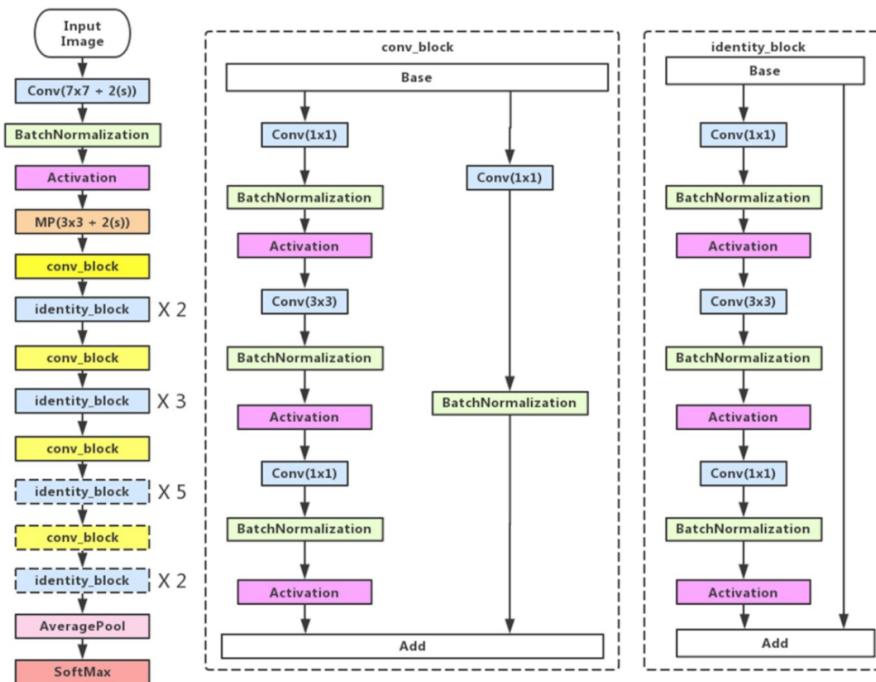 Input
Image
Conv(7x7 + 2(s))
BatchNormalization
Activation
MP(3x3 + 2(s))
conv_block
identity_block X 2
conv_block
identity_block X 3
conv_block
identity_block X 5
conv_block
identity_block X 2
AveragePool
SoftMax
conv_block
Base
Conv(1x1)
BatchNormalization
Activation
Conv(3x3)
BatchNormalization
Activation
Conv(1x1)
BatchNormalization
Activation
Conv(1x1)
BatchNormalization
Add
identity_block
Base
Conv(1x1)
BatchNormalization
Activation
Conv(3x3)
BatchNormalization
Activation
Conv(1x1)
BatchNormalization
Activation
Add